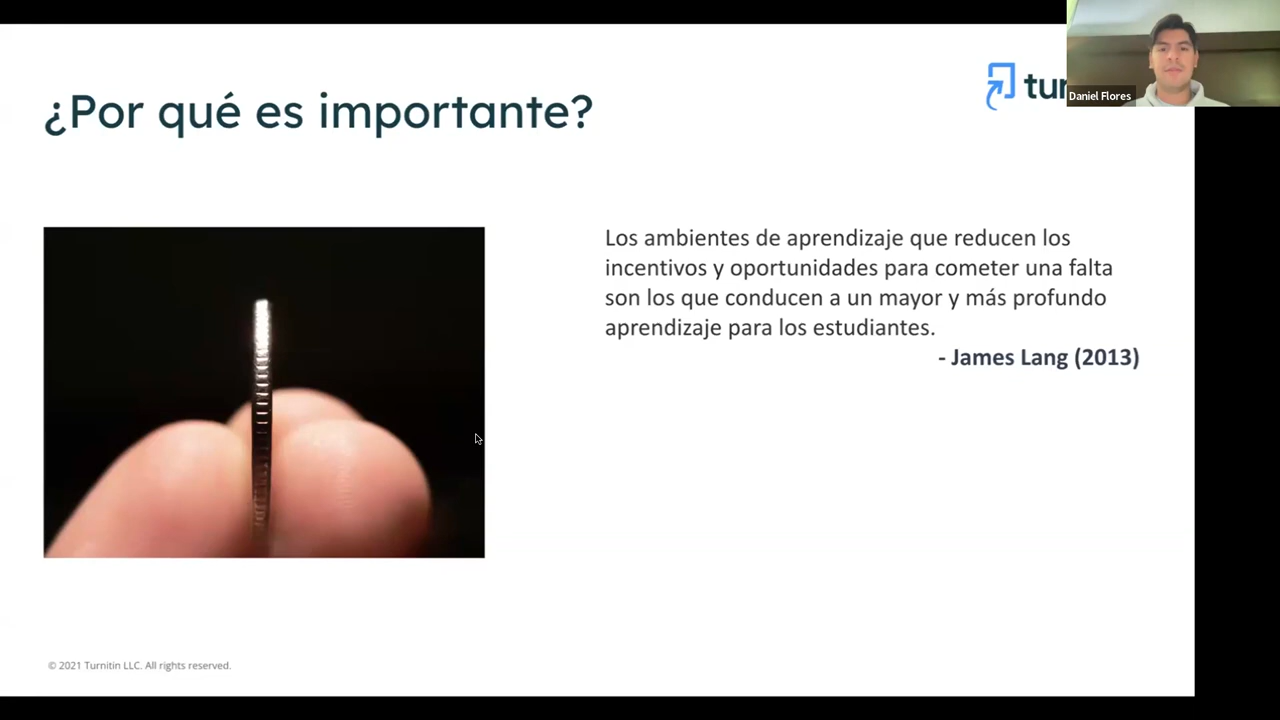 ¿Por qué es importante?
Daniel Flores
Los ambientes de aprendizaje que reducen los
incentivos y oportunidades para cometer una falta
son los que conducen a un mayor y más profundo
aprendizaje para los estudiantes.
- James Lang (2013)
© 2021 Turnitin LLC. All rights reserved.